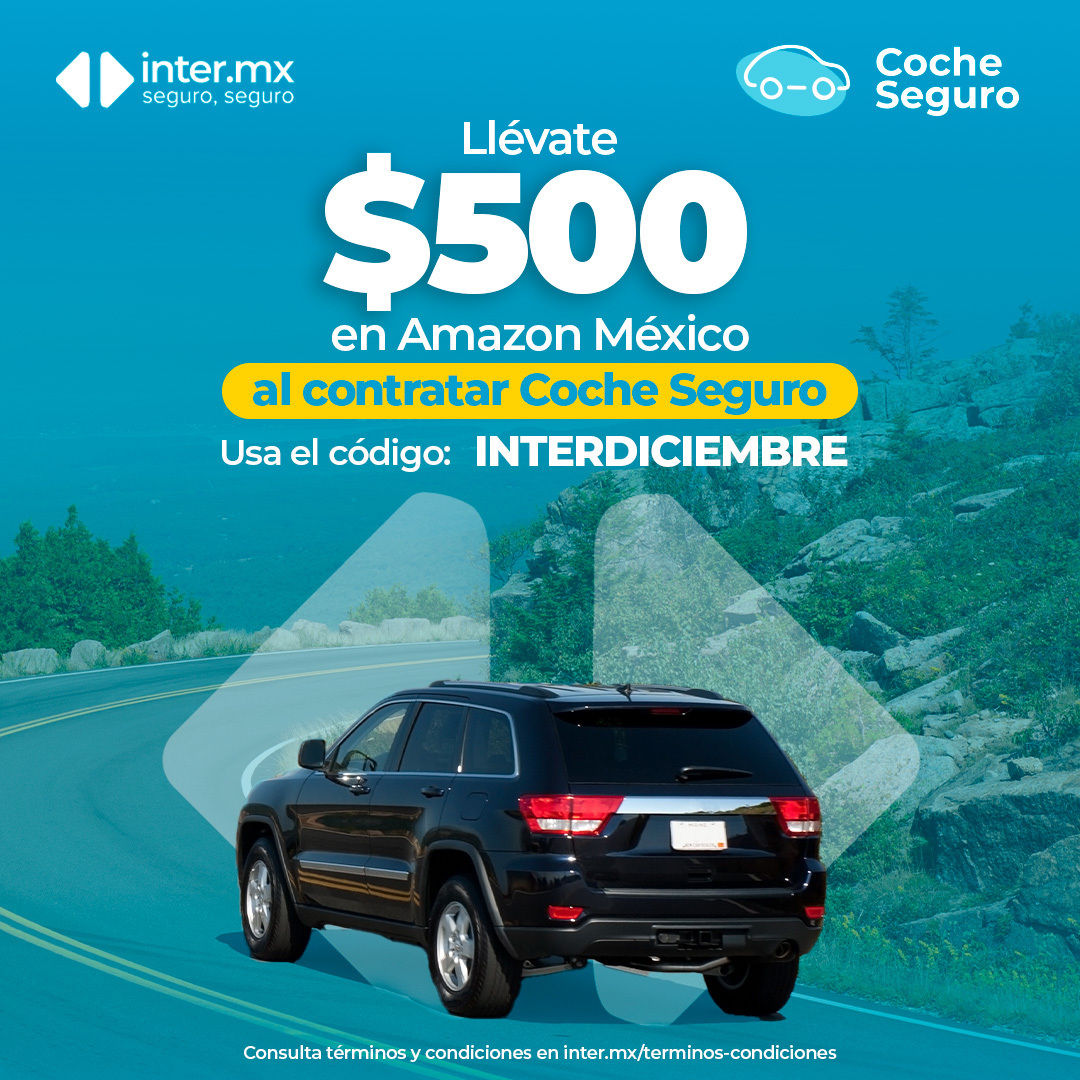 inter.mx
seguro, seguro
Coche
Seguro
Llévate
$500
en Amazon México
al contratar Coche Seguro
Usa el código: INTERDICIEMBRE
Consulta términos y condiciones en inter.mx/terminos-condiciones